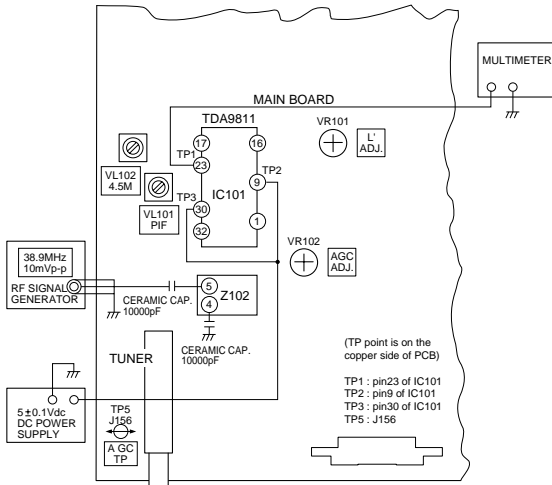 MULTIMETER
MAIN BOARD
TDA9811
VR101
L'
ADJ.
17
16
TP1
23
TP2
9
VL102
4.5M
TP3
30
IC101
VL101
PIF
32
1
VR102
AGC
ADJ.
38.9MHz
10mVp-p
RF SIGNAL
GENERATOR
CERAMIC CAP.
10000pF
5
4
Z102
CERAMIC CAP.
10000pF
TUNER
(TP point is on the
copper side of PCB)
TP1 : pin23 of IC101
TP2 : pin9 of IC101
TP3 : pin30 of IC101
TP5 : J156
5±0.1Vdc
DC POWER
SUPPLY
TP5
J156
A GC
TP